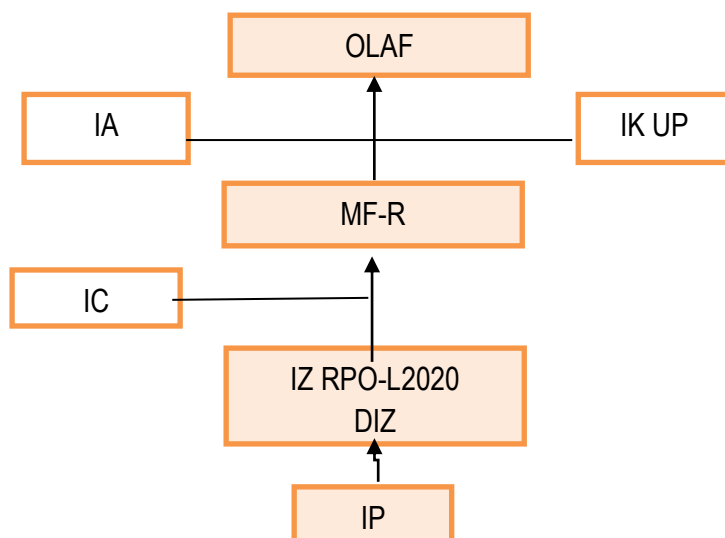 OLAF
IA
IK UP
MF-R
IC
IZ RPO-L2020
DIZ
IP